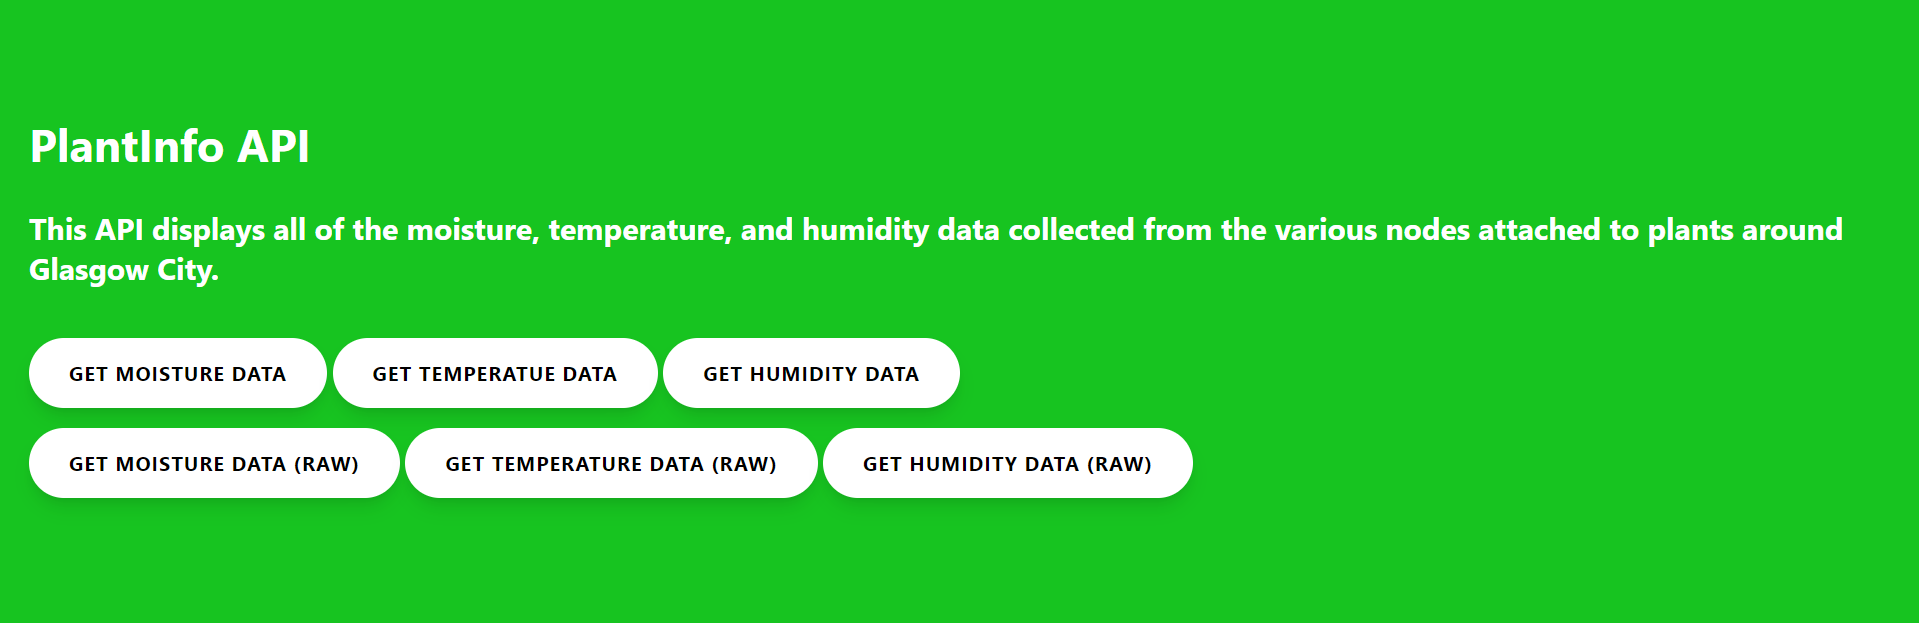 PlantInfo API
This API displays all of the moisture, temperature, and humidity data collected from the various nodes attached to plants around
Glasgow City.
GET MOISTURE DATA GET TEMPERATUE DATA GET HUMIDITY DATA
GET MOISTURE DATA (RAW) GET TEMPERATURE DATA (RAW) GET HUMIDITY DATA (RAW)